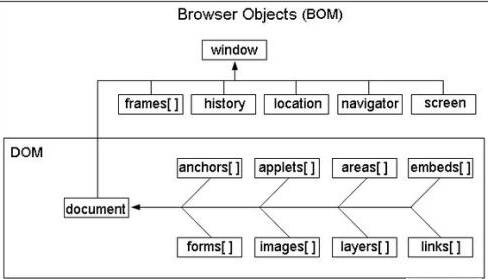 Browser Objects (BOM)
window
frames[ ] history location navigator screen
DOM
anchors[ ] applets[ ] areas[ ] embeds[ ]
document
forms[ ] images[ ] layers[ ] links[ ]